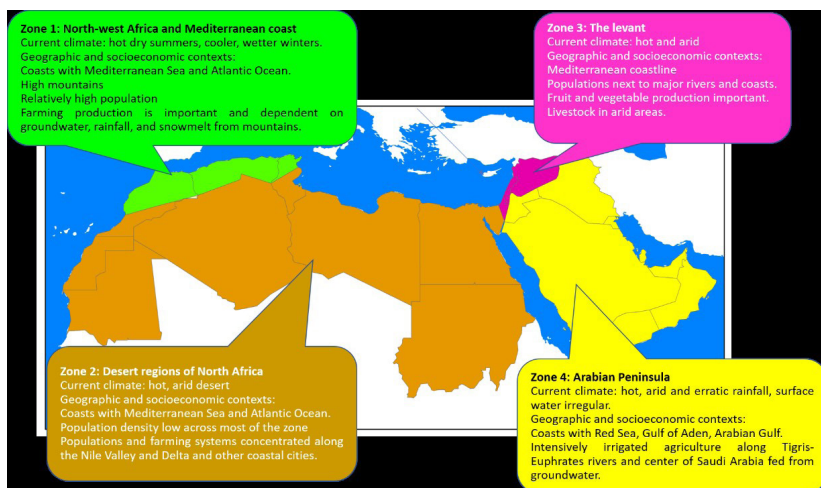 Zone 1: North-west Africa and Mediterranean coast
Current climate: hot dry summers, cooler, wetter winters.
Geographic and socioeconomic contexts:
Coasts with Mediterranean Sea and Atlantic Ocean.
High mountains
Relatively high population
Farming production is important and dependent on
groundwater, rainfall, and snowmelt from mountains.
Zone 3: The levant
Current climate: hot and arid
Geographic and socioeconomic contexts:
Mediterranean coastline
Populations next to major rivers and coasts.
Fruit and vegetable production important.
Livestock in arid areas.
Zone 2: Desert regions of North Africa
Current climate: hot, arid desert
Geographic and socioeconomic contexts:
Coasts with Mediterranean Sea and Atlantic Ocean.
Population density low across most of the zone
Populations and farming systems concentrated along
the Nile Valley and Delta and other coastal cities.
Zone 4: Arabian Peninsula
Current climate: hot, arid and erratic rainfall, surface
water irregular.
Geographic and socioeconomic contexts:
Coasts with Red Sea, Gulf of Aden, Arabian Gulf.
Intensively irrigated agriculture along Tigris-
Euphrates rivers and center of Saudi Arabia fed from
groundwater.